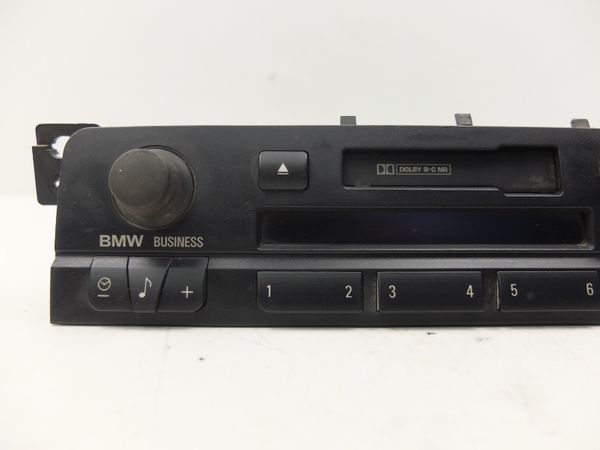 DOLBY B·C NR
BMW BUSINESS
+
1 2 3 4 5 6